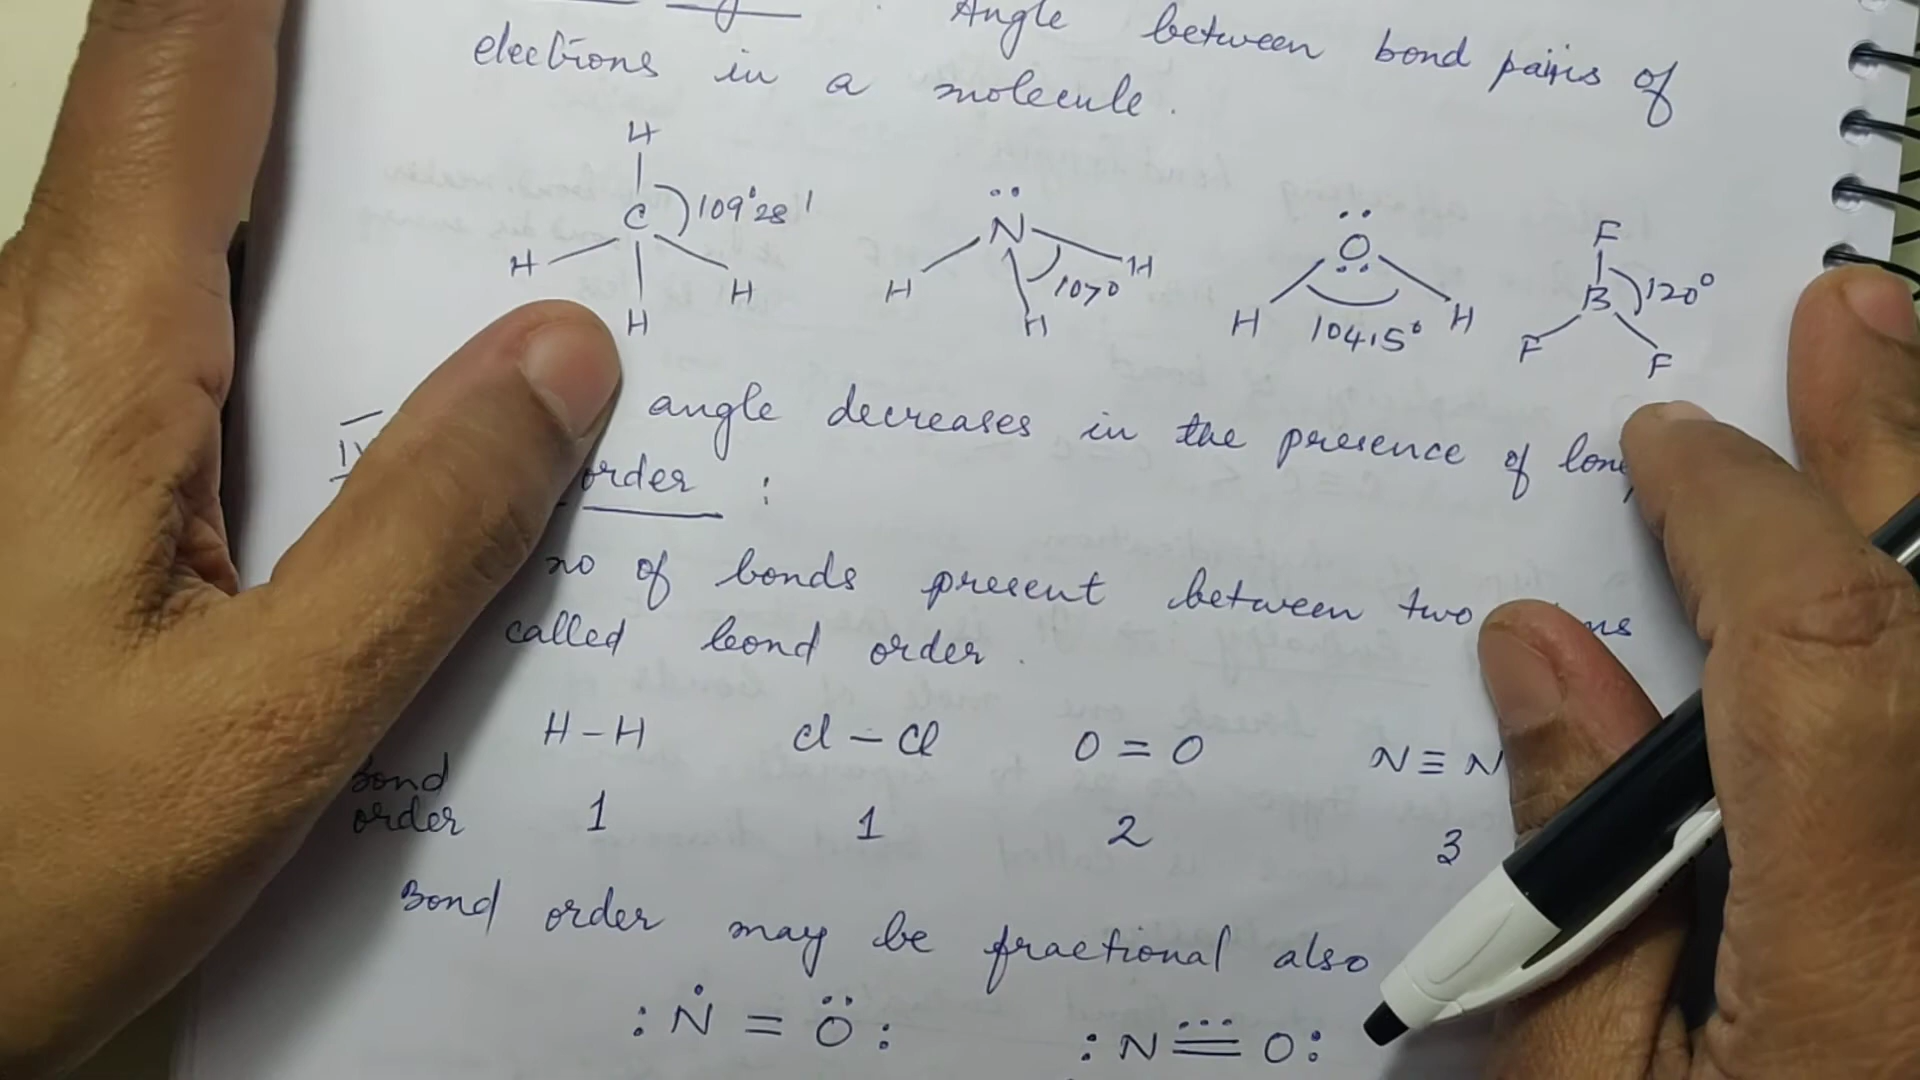 Angle between bond pairs of
electrons in a molecule.
H
C 109°28'
H H
H
N
H H
107°
H
O
H H
104.5°
F
B 120°
F F
angle decreases in the presence of lone
order :
no of bonds present between two
called bond order.
H-H Cl-Cl O=O N≡N
Bond
order 1 1 2 3
Bond order may be fractional also
:N=O: :N≡O: